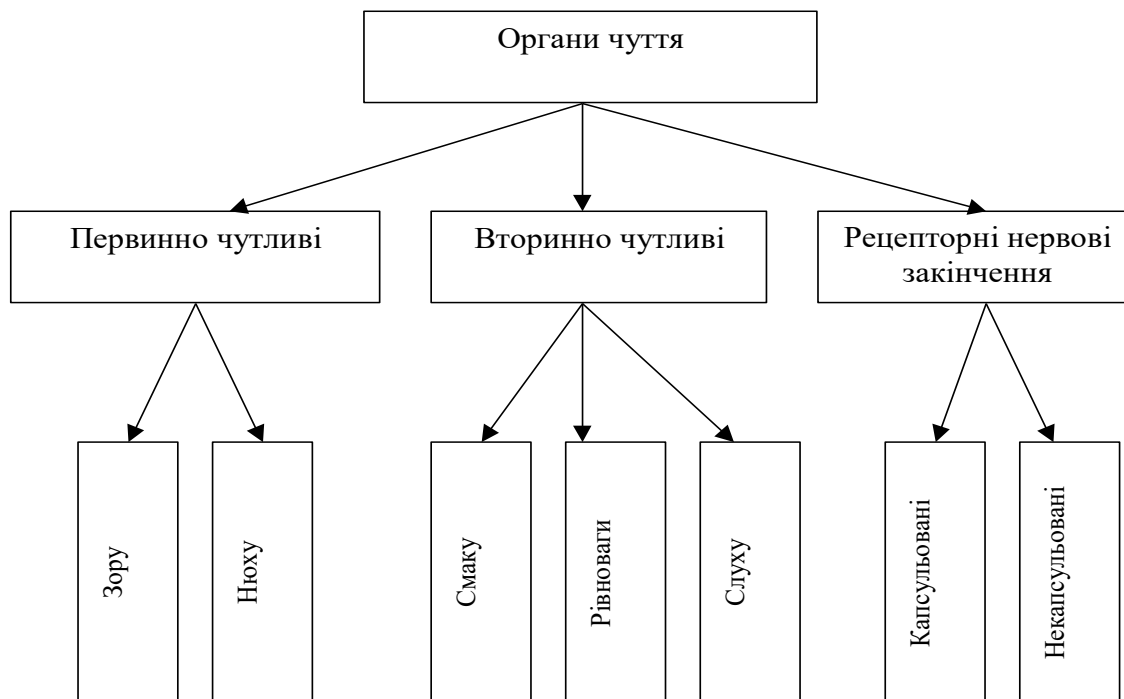 Органи чуття
Первинно чутливі
Вторинно чутливі
Рецепторні нервові
закінчення
Зору
Нюху
Смаку
Рівноваги
Слуху
Капсульовані
Некапсульовані